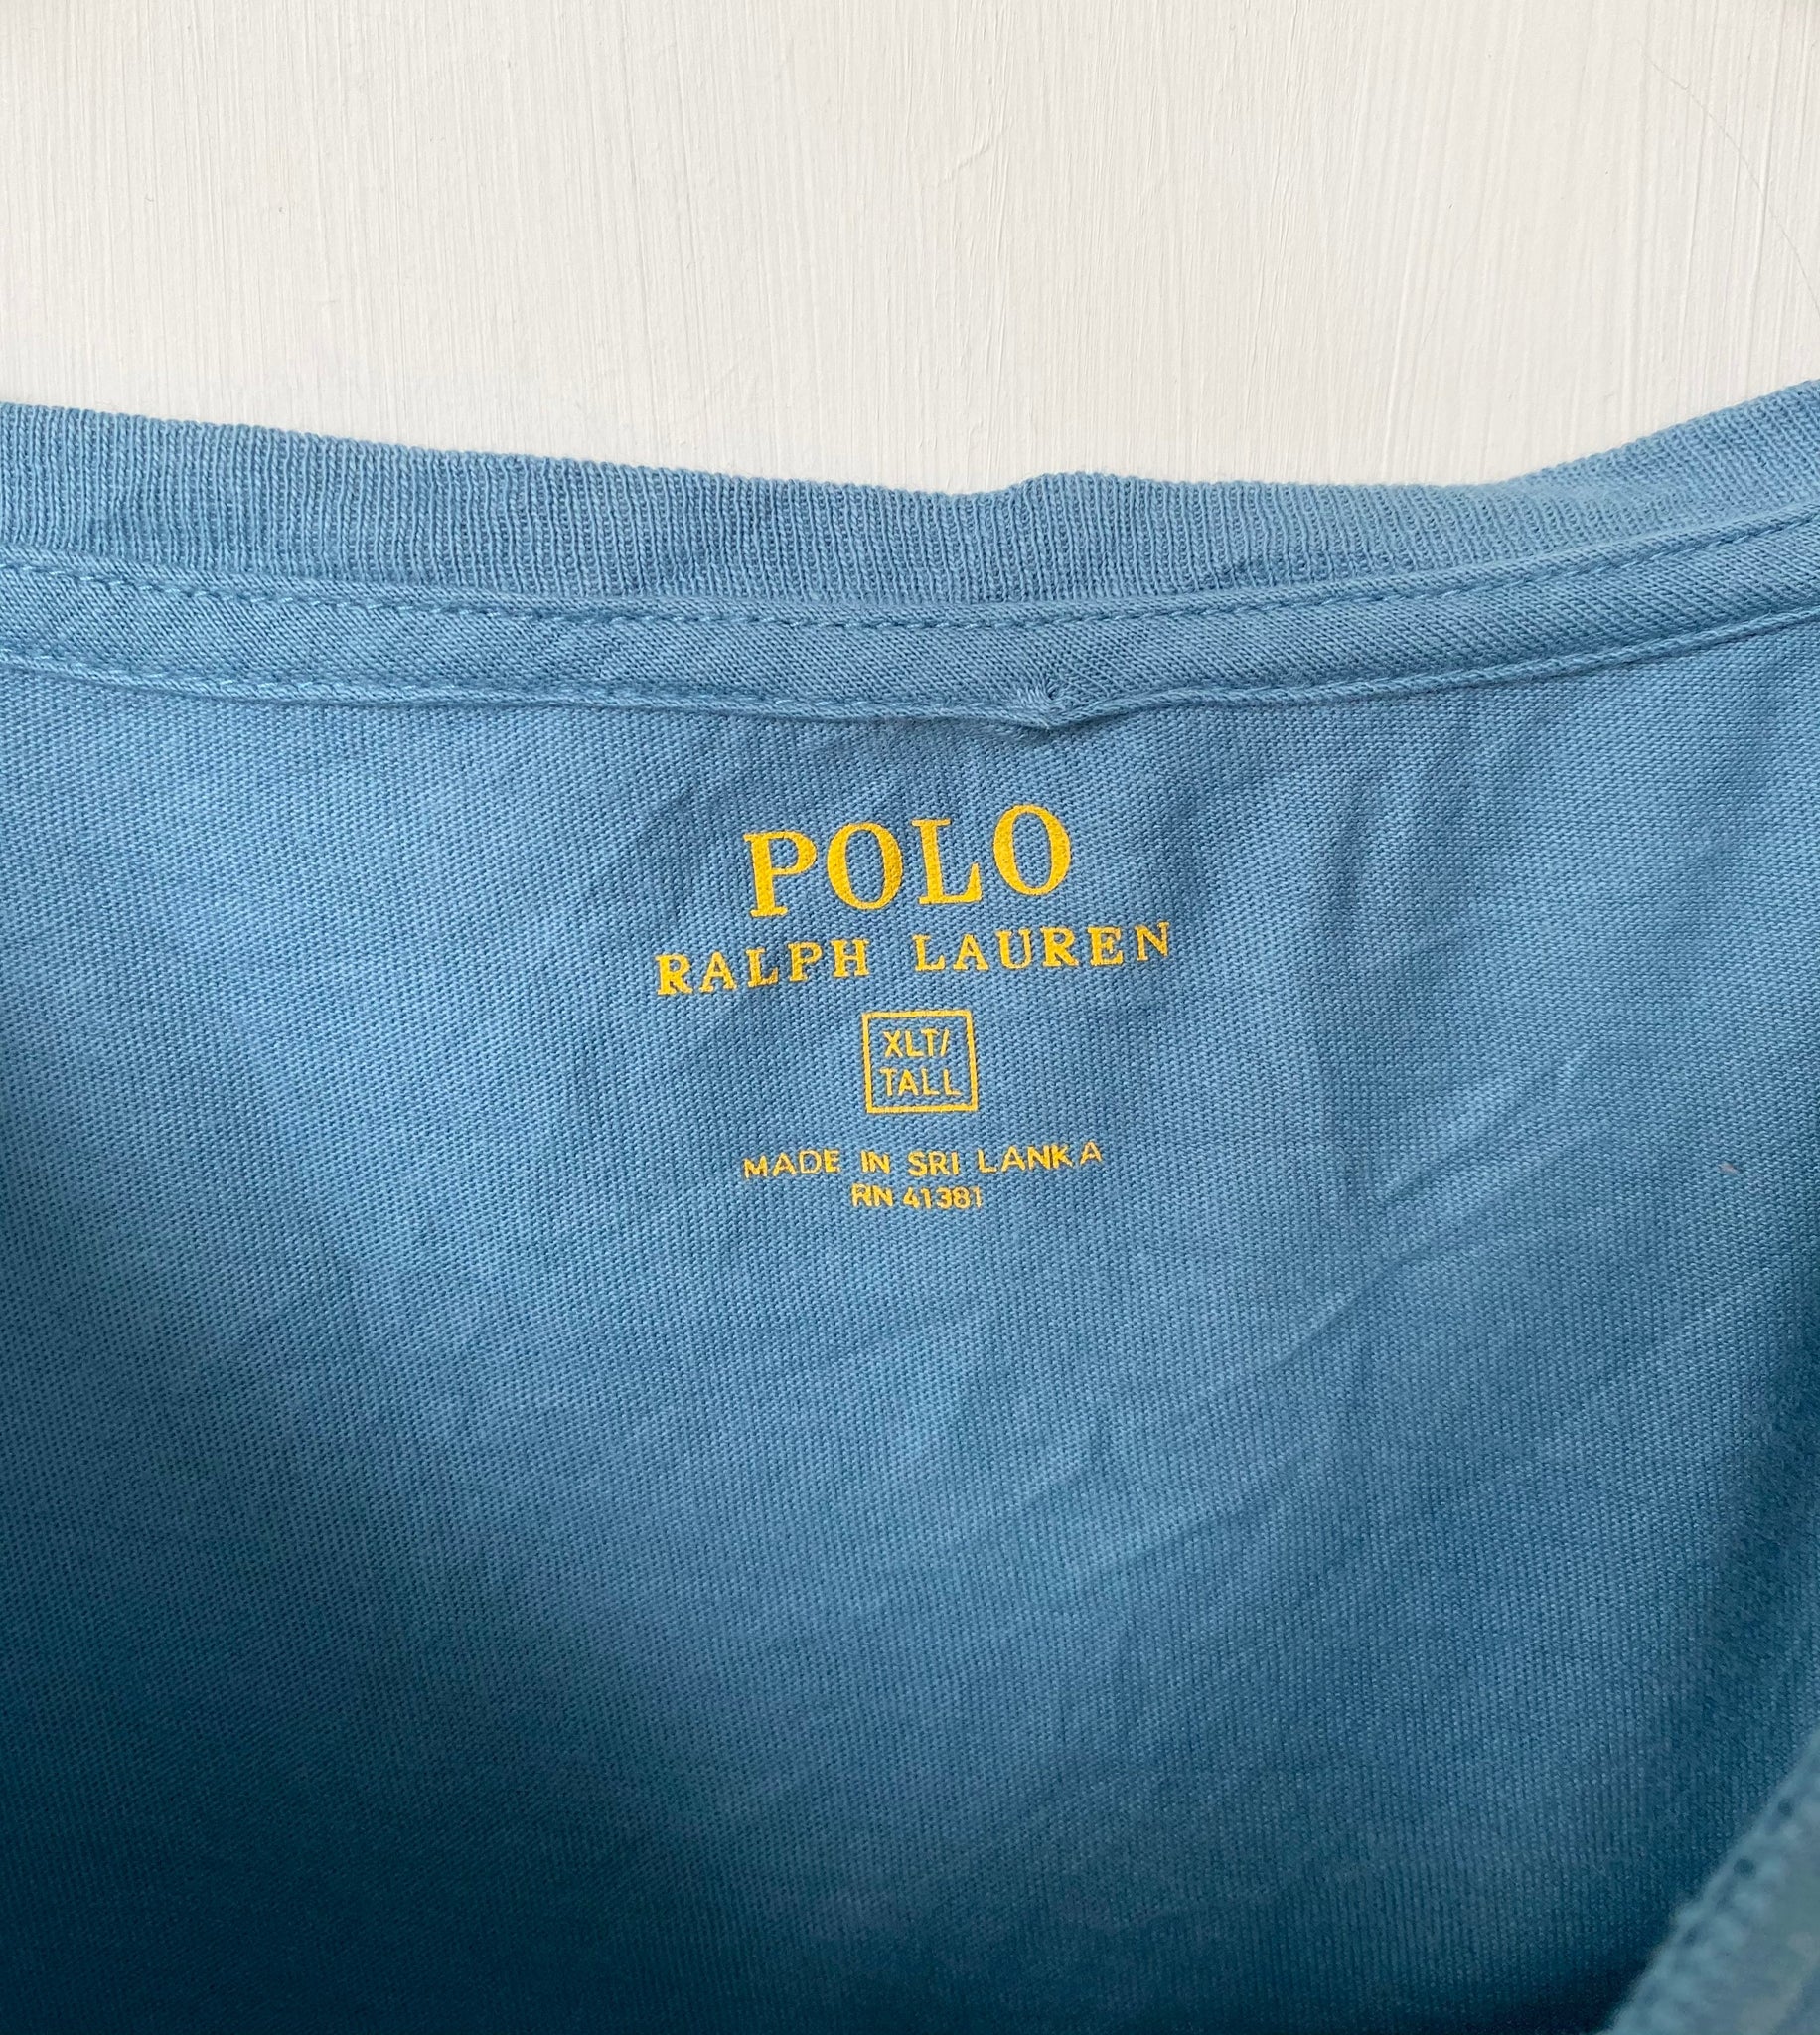 POLO
RALPH LAUREN
XLT/
TALL
MADE IN SRI LANKA
RN 41381